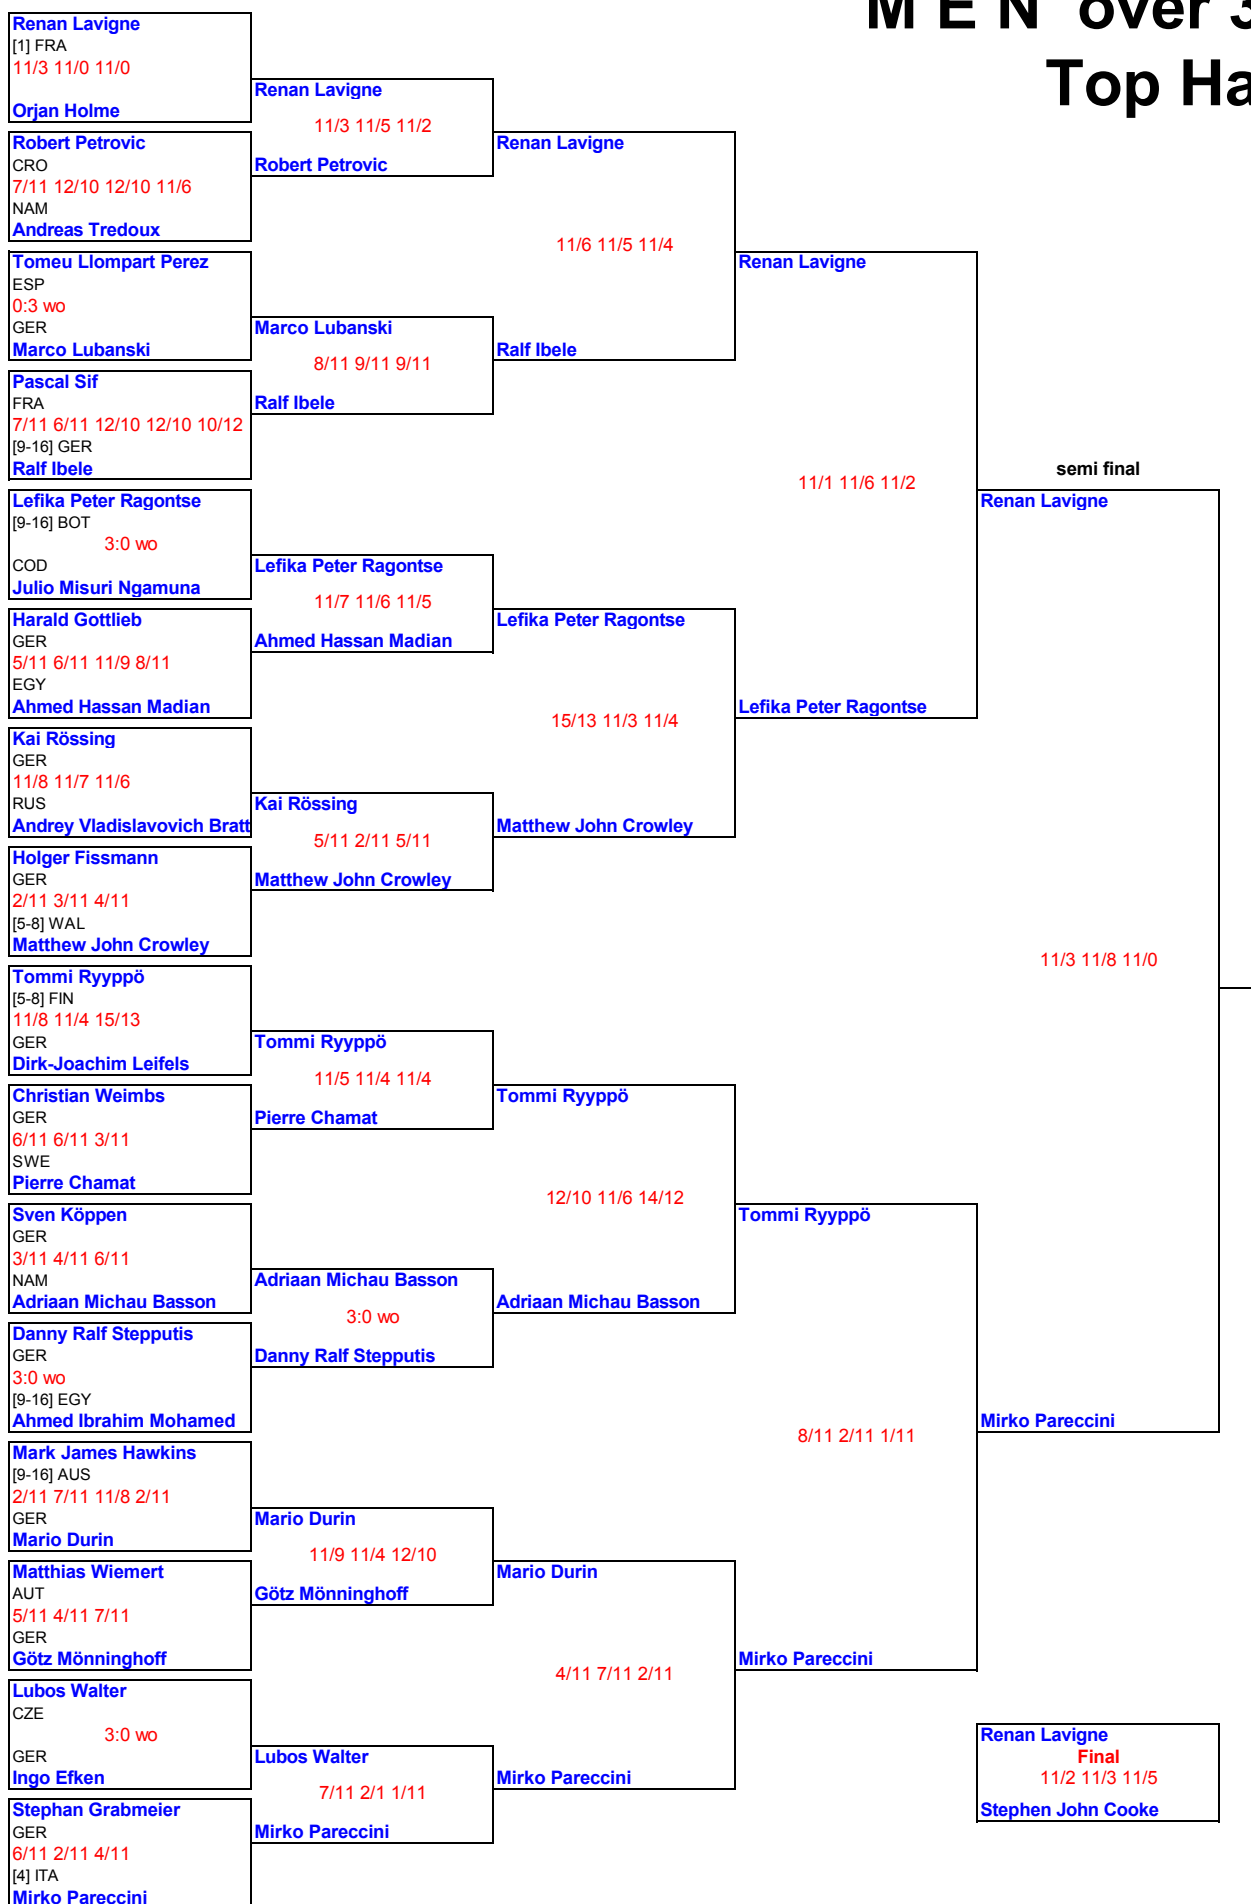 M E N over 3
Top Ha
Renan Lavigne
[1] FRA
11/3 11/0 11/0
Orjan Holme
Robert Petrovic
CRO
7/11 12/10 12/10 11/6
NAM
Andreas Tredoux
Tomeu Llompart Perez
ESP
0:3 wo
GER
Marco Lubanski
Pascal Sif
FRA
7/11 6/11 12/10 12/10 10/12
[9-16] GER
Ralf Ibele
Lefika Peter Ragontse
[9-16] BOT
3:0 wo
COD
Julio Misuri Ngamuna
Harald Gottlieb
GER
5/11 6/11 11/9 8/11
EGY
Ahmed Hassan Madian
Kai Rössing
GER
11/8 11/7 11/6
RUS
Andrey Vladislavovich Bratt
Holger Fissmann
GER
2/11 3/11 4/11
[5-8] WAL
Matthew John Crowley
Tommi Ryyppö
[5-8] FIN
11/8 11/4 15/13
GER
Dirk-Joachim Leifels
Christian Weimbs
GER
6/11 6/11 3/11
SWE
Pierre Chamat
Sven Köppen
GER
3/11 4/11 6/11
NAM
Adriaan Michau Basson
Danny Ralf Stepputis
GER
3:0 wo
[9-16] EGY
Ahmed Ibrahim Mohamed
Mark James Hawkins
[9-16] AUS
2/11 7/11 11/8 2/11
GER
Mario Durin
Matthias Wiemert
AUT
5/11 4/11 7/11
GER
Götz Mönninghoff
Lubos Walter
CZE
3:0 wo
GER
Ingo Efken
Stephan Grabmeier
GER
6/11 2/11 4/11
[4] ITA
Mirko Pareccini
Renan Lavigne
11/3 11/5 11/2
Robert Petrovic
Marco Lubanski
8/11 9/11 9/11
Ralf Ibele
Lefika Peter Ragontse
11/7 11/6 11/5
Ahmed Hassan Madian
Kai Rössing
5/11 2/11 5/11
Matthew John Crowley
Tommi Ryyppö
11/5 11/4 11/4
Pierre Chamat
Adriaan Michau Basson
3:0 wo
Danny Ralf Stepputis
Mario Durin
11/9 11/4 12/10
Götz Mönninghoff
Lubos Walter
7/11 2/1 1/11
Mirko Pareccini
Renan Lavigne
11/6 11/5 11/4
Ralf Ibele
Lefika Peter Ragontse
15/13 11/3 11/4
Matthew John Crowley
Tommi Ryyppö
12/10 11/6 14/12
Adriaan Michau Basson
Mario Durin
4/11 7/11 2/11
Mirko Pareccini
Renan Lavigne
11/1 11/6 11/2
Lefika Peter Ragontse
Tommi Ryyppö
8/11 2/11 1/11
Mirko Pareccini
semi final
Renan Lavigne
11/3 11/8 11/0
Mirko Pareccini
Renan Lavigne
Final
11/2 11/3 11/5
Stephen John Cooke